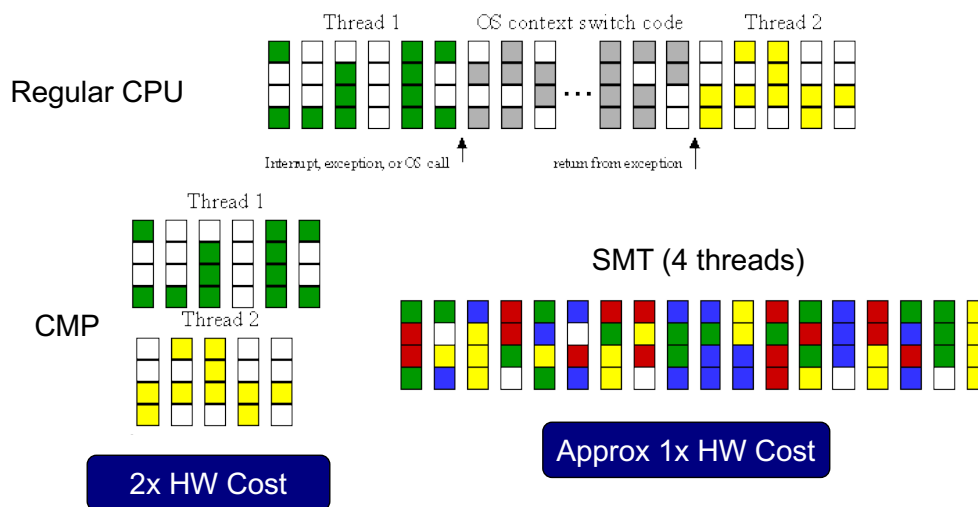 Thread 1
OS context switch code
Thread 2
Regular CPU
...
Interrupt, exception, or OS call
return from exception
Thread 1
SMT (4 threads)
CMP
Thread 2
Approx 1x HW Cost
2x HW Cost